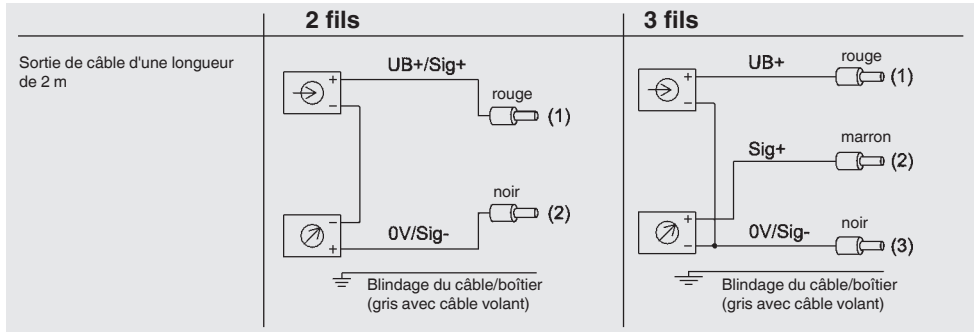 2 fils
3 fils
Sortie de câble d'une longueur
de 2 m
+
−
UB+/Sig+
rouge
(1)
noir
(2)
−
+
0V/Sig-
Blindage du câble/boîtier
(gris avec câble volant)
+
−
UB+
rouge
(1)
marron
Sig+
(2)
+
−
noir
0V/Sig-
(3)
Blindage du câble/boîtier
(gris avec câble volant)